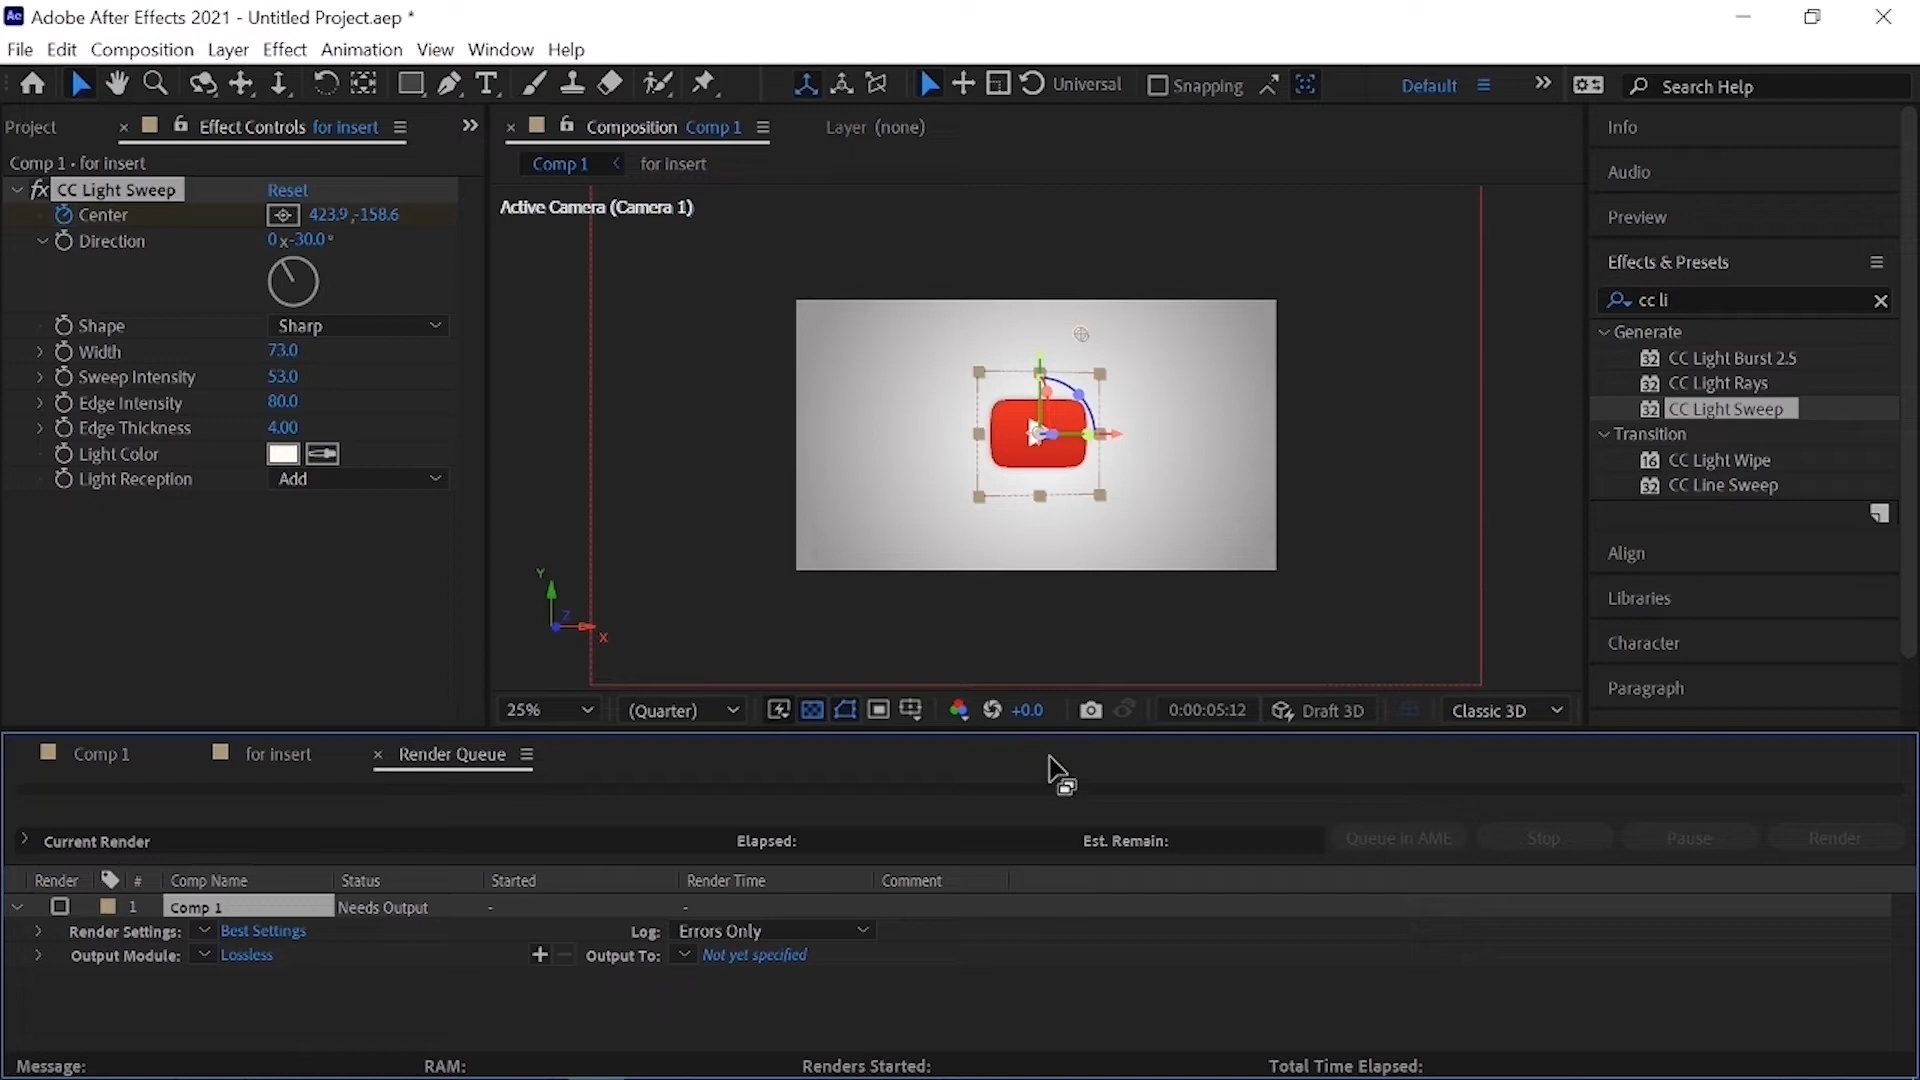 Ae Adobe After Effects 2021 - Untitled Project.aep *
File Edit Composition Layer Effect Animation View Window Help
Universal Snapping Default Search Help
Project Effect Controls for insert Composition Comp 1 Layer (none) Info
Comp 1 • for insert
Comp 1 for insert
fx CC Light Sweep Reset
Center 423.9 ,-158.6
Direction 0 x-30.0 °
Shape Sharp
Width 73.0
Sweep Intensity 53.0
Edge Intensity 80.0
Edge Thickness 4.00
Light Color
Light Reception Add
Active Camera (Camera 1)
Y
Z
X
25% (Quarter) +0.0 0:00:05:12 Draft 3D Classic 3D
Audio
Preview
Effects & Presets
cc li
Generate
32 CC Light Burst 2.5
32 CC Light Rays
32 CC Light Sweep
Transition
16 CC Light Wipe
32 CC Line Sweep
Align
Libraries
Character
Paragraph
Comp 1 for insert Render Queue
Current Render Elapsed: Est. Remain: Queue in AME Stop Pause Render
Render # Comp Name Status Started Render Time Comment
1 Comp 1 Needs Output - -
Render Settings: Best Settings Log: Errors Only
Output Module: Lossless Output To: Not yet specified
Message: RAM: Renders Started: Total Time Elapsed: